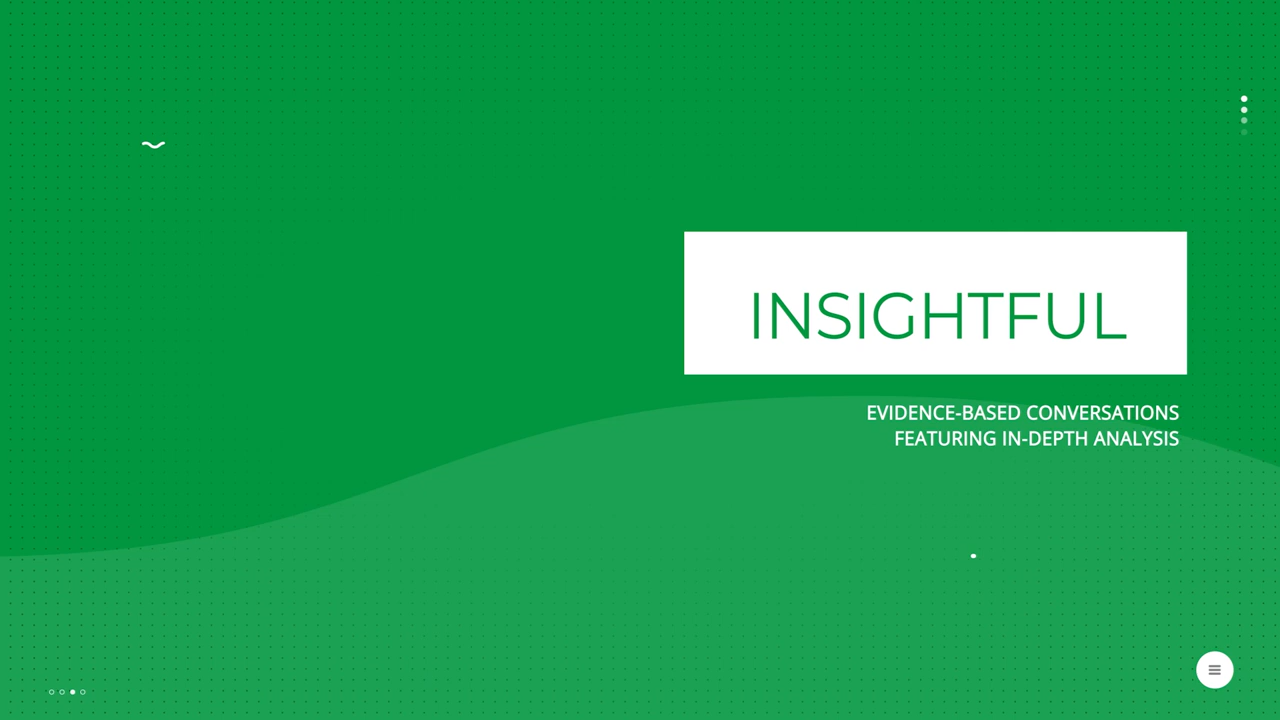 INSIGHTFUL
EVIDENCE-BASED CONVERSATIONS
FEATURING IN-DEPTH ANALYSIS